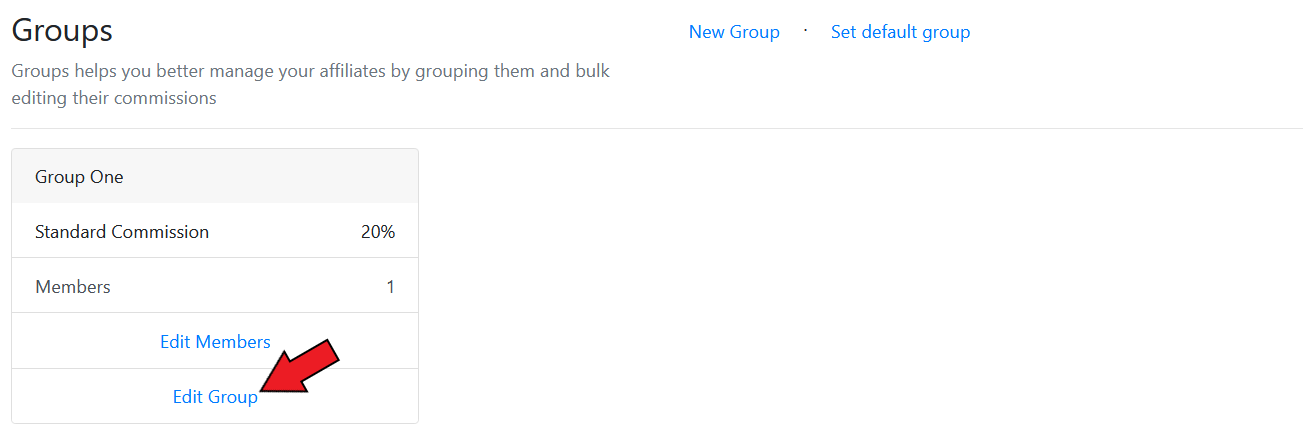 Groups
New Group · Set default group
Groups helps you better manage your affiliates by grouping them and bulk
editing their commissions
Group One
Standard Commission 20%
Members 1
Edit Members
Edit Group